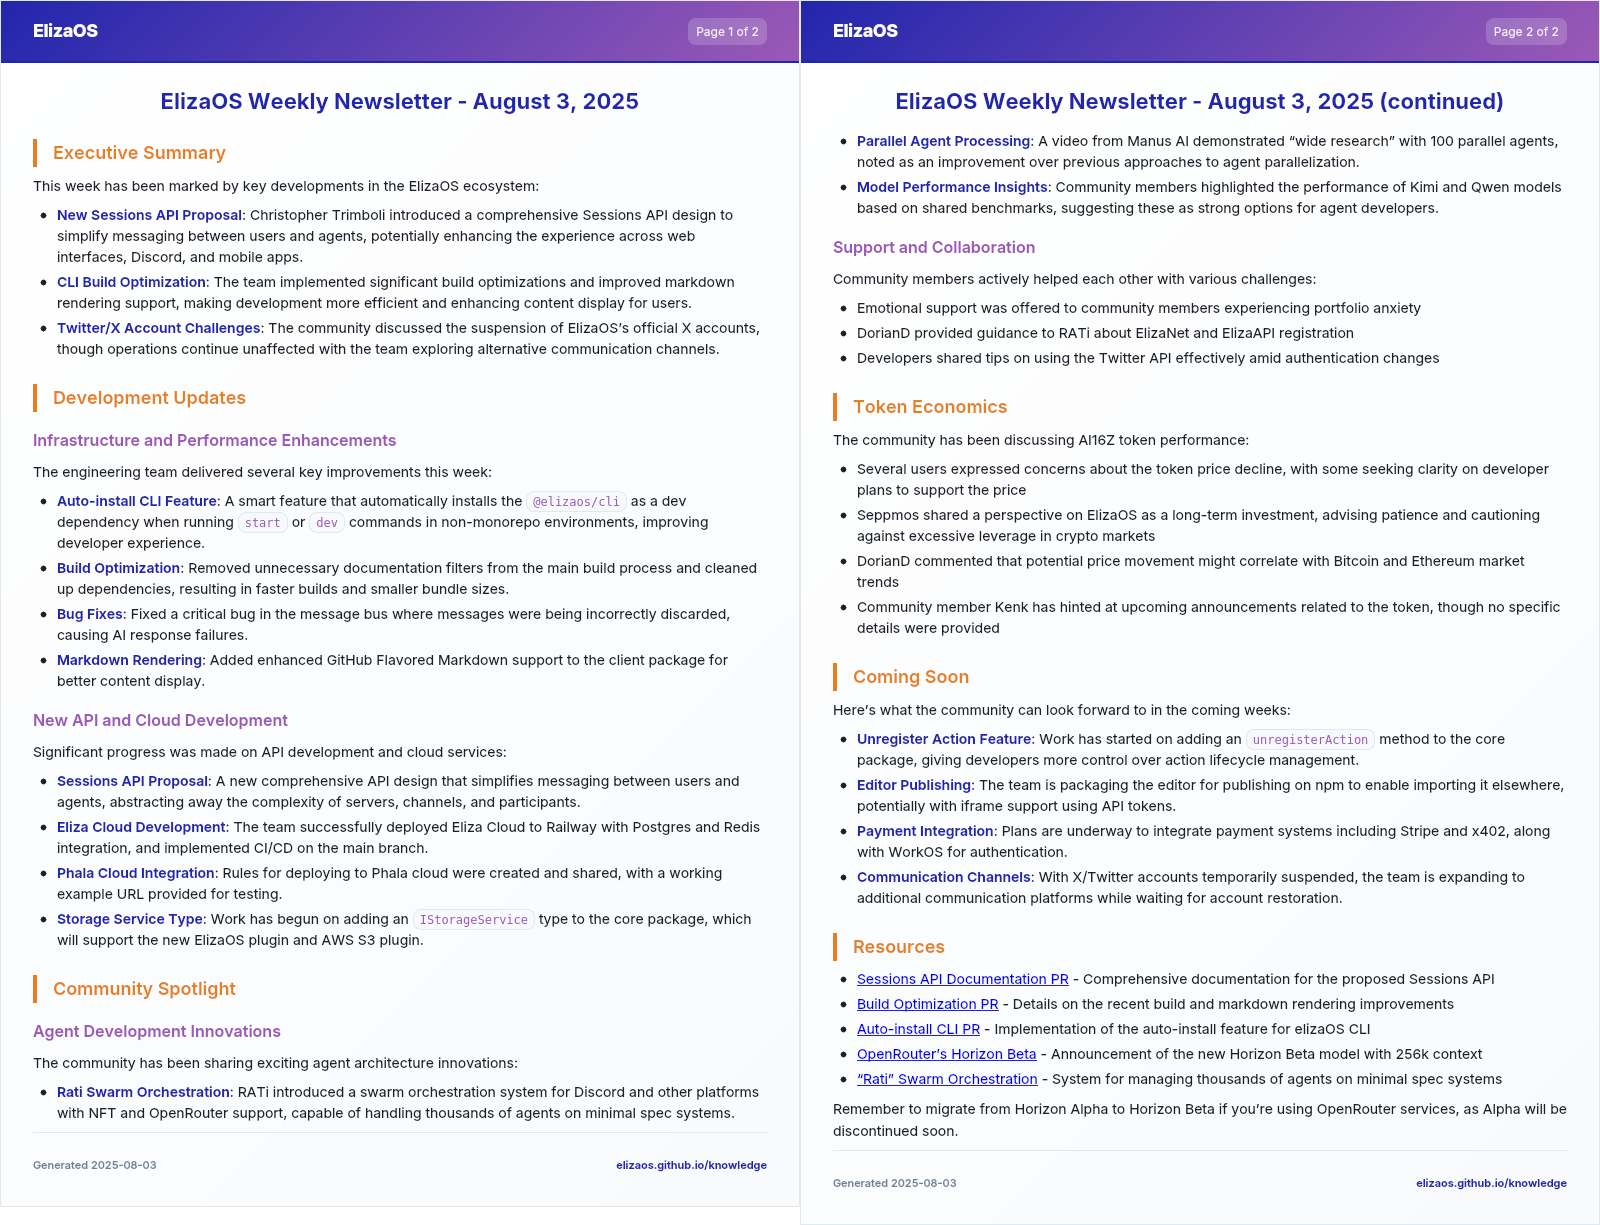 ElizaOS
Page 1 of 2
ElizaOS Weekly Newsletter - August 3, 2025
Executive Summary
This week has been marked by key developments in the ElizaOS ecosystem:
• New Sessions API Proposal: Christopher Trimboli introduced a comprehensive Sessions API design to
simplify messaging between users and agents, potentially enhancing the experience across web
interfaces, Discord, and mobile apps.
• CLI Build Optimization: The team implemented significant build optimizations and improved markdown
rendering support, making development more efficient and enhancing content display for users.
• Twitter/X Account Challenges: The community discussed the suspension of ElizaOS’s official X accounts,
though operations continue unaffected with the team exploring alternative communication channels.
Development Updates
Infrastructure and Performance Enhancements
The engineering team delivered several key improvements this week:
• Auto-install CLI Feature: A smart feature that automatically installs the @elizaos/cli as a dev
dependency when running start or dev commands in non-monorepo environments, improving
developer experience.
• Build Optimization: Removed unnecessary documentation filters from the main build process and cleaned
up dependencies, resulting in faster builds and smaller bundle sizes.
• Bug Fixes: Fixed a critical bug in the message bus where messages were being incorrectly discarded,
causing AI response failures.
• Markdown Rendering: Added enhanced GitHub Flavored Markdown support to the client package for
better content display.
New API and Cloud Development
Significant progress was made on API development and cloud services:
• Sessions API Proposal: A new comprehensive API design that simplifies messaging between users and
agents, abstracting away the complexity of servers, channels, and participants.
• Eliza Cloud Development: The team successfully deployed Eliza Cloud to Railway with Postgres and Redis
integration, and implemented CI/CD on the main branch.
• Phala Cloud Integration: Rules for deploying to Phala cloud were created and shared, with a working
example URL provided for testing.
• Storage Service Type: Work has begun on adding an IStorageService type to the core package, which
will support the new ElizaOS plugin and AWS S3 plugin.
Community Spotlight
Agent Development Innovations
The community has been sharing exciting agent architecture innovations:
• Rati Swarm Orchestration: RATi introduced a swarm orchestration system for Discord and other platforms
with NFT and OpenRouter support, capable of handling thousands of agents on minimal spec systems.
Generated 2025-08-03
elizaos.github.io/knowledge
ElizaOS
Page 2 of 2
ElizaOS Weekly Newsletter - August 3, 2025 (continued)
• Parallel Agent Processing: A video from Manus AI demonstrated “wide research” with 100 parallel agents,
noted as an improvement over previous approaches to agent parallelization.
• Model Performance Insights: Community members highlighted the performance of Kimi and Qwen models
based on shared benchmarks, suggesting these as strong options for agent developers.
Support and Collaboration
Community members actively helped each other with various challenges:
• Emotional support was offered to community members experiencing portfolio anxiety
• DorianD provided guidance to RATi about ElizaNet and ElizaAPI registration
• Developers shared tips on using the Twitter API effectively amid authentication changes
Token Economics
The community has been discussing AI16Z token performance:
• Several users expressed concerns about the token price decline, with some seeking clarity on developer
plans to support the price
• Seppmos shared a perspective on ElizaOS as a long-term investment, advising patience and cautioning
against excessive leverage in crypto markets
• DorianD commented that potential price movement might correlate with Bitcoin and Ethereum market
trends
• Community member Kenk has hinted at upcoming announcements related to the token, though no specific
details were provided
Coming Soon
Here’s what the community can look forward to in the coming weeks:
• Unregister Action Feature: Work has started on adding an unregisterAction method to the core
package, giving developers more control over action lifecycle management.
• Editor Publishing: The team is packaging the editor for publishing on npm to enable importing it elsewhere,
potentially with iframe support using API tokens.
• Payment Integration: Plans are underway to integrate payment systems including Stripe and x402, along
with WorkOS for authentication.
• Communication Channels: With X/Twitter accounts temporarily suspended, the team is expanding to
additional communication platforms while waiting for account restoration.
Resources
• Sessions API Documentation PR - Comprehensive documentation for the proposed Sessions API
• Build Optimization PR - Details on the recent build and markdown rendering improvements
• Auto-install CLI PR - Implementation of the auto-install feature for elizaOS CLI
• OpenRouter’s Horizon Beta - Announcement of the new Horizon Beta model with 256k context
• “Rati” Swarm Orchestration - System for managing thousands of agents on minimal spec systems
Remember to migrate from Horizon Alpha to Horizon Beta if you’re using OpenRouter services, as Alpha will be
discontinued soon.
Generated 2025-08-03
elizaos.github.io/knowledge